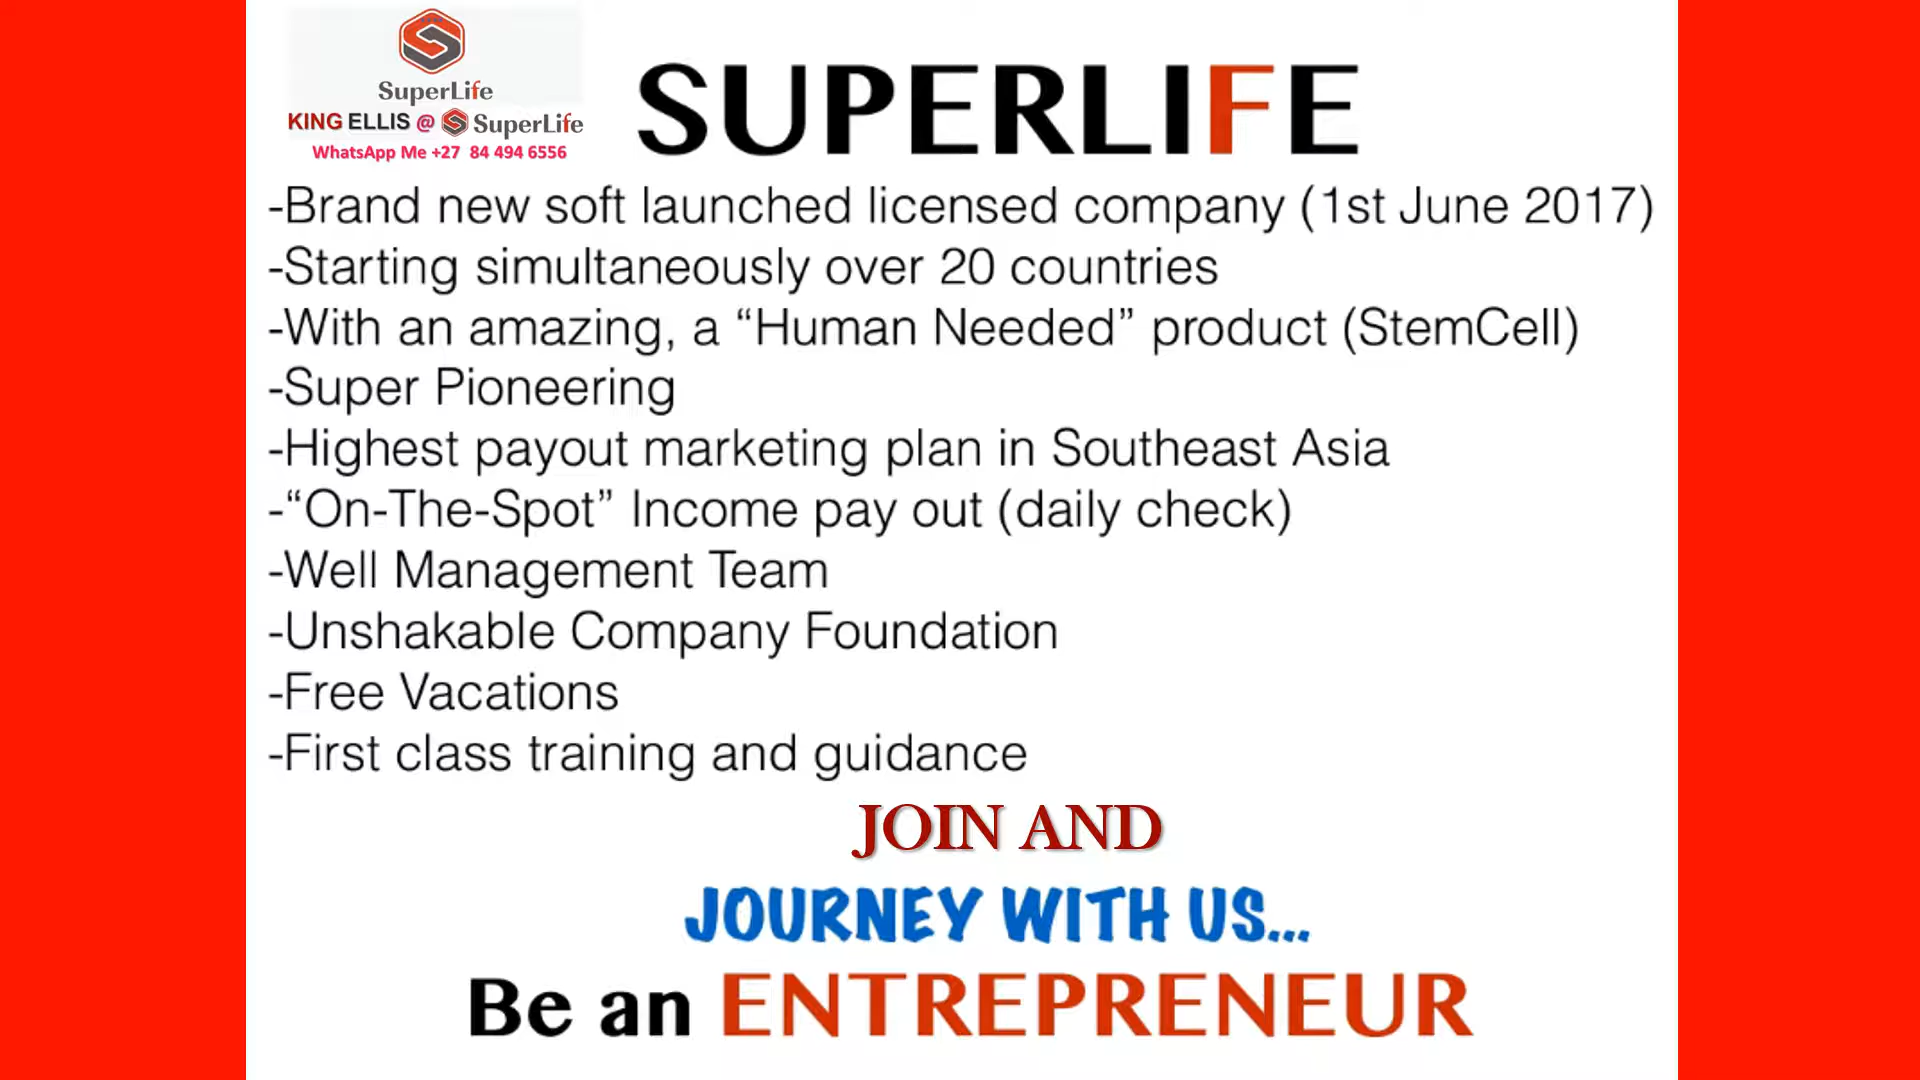 SuperLife
KING ELLIS @ SuperLife
WhatsApp Me +27 84 494 6556
SUPERLIFE
-Brand new soft launched licensed company (1st June 2017)
-Starting simultaneously over 20 countries
-With an amazing, a “Human Needed” product (StemCell)
-Super Pioneering
-Highest payout marketing plan in Southeast Asia
-“On-The-Spot” Income pay out (daily check)
-Well Management Team
-Unshakable Company Foundation
-Free Vacations
-First class training and guidance
JOIN AND
JOURNEY WITH US...
Be an ENTREPRENEUR